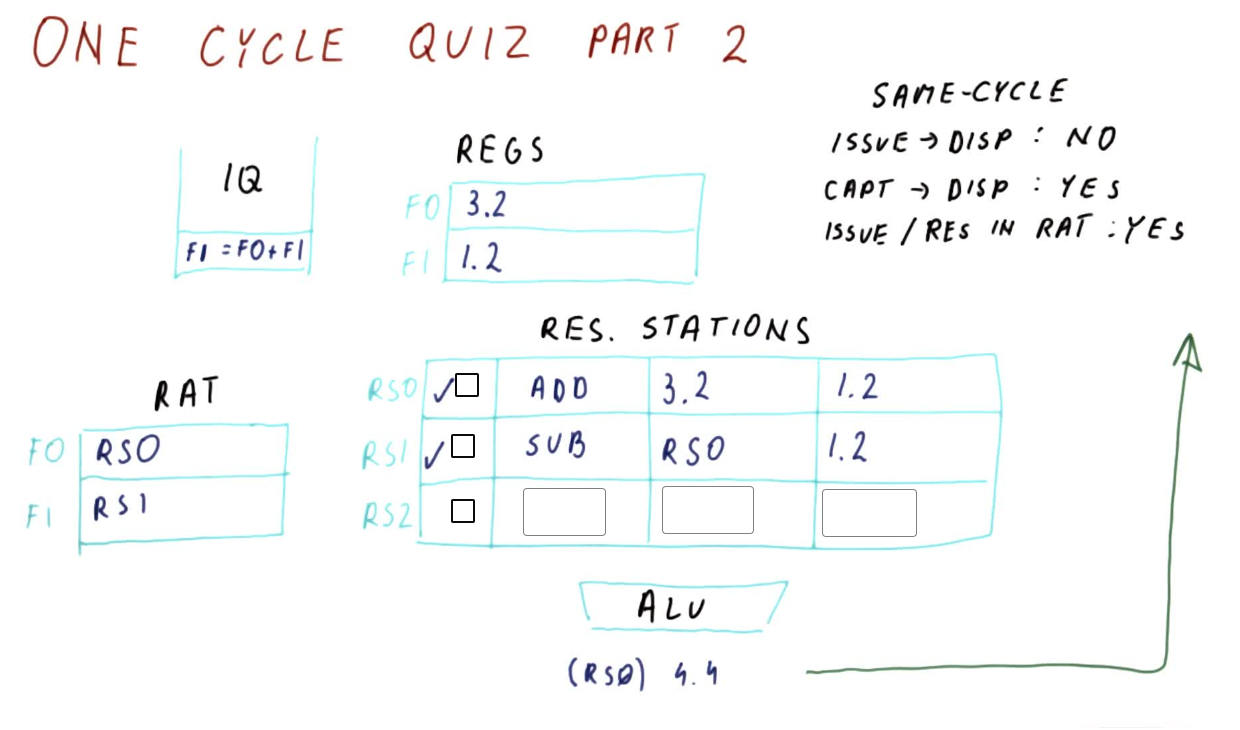 ONE CYCLE QUIZ PART 2
SAME-CYCLE
ISSUE → DISP : NO
CAPT → DISP : YES
ISSUE / RES IN RAT : YES
IQ
F1 = F0 + F1
REGS
F0 3.2
F1 1.2
RES. STATIONS
RS0 ✓ ADD 3.2 1.2
RS1 ✓ SUB RS0 1.2
RS2
RAT
F0 RS0
F1 RS1
ALU
(RS0) 4.4